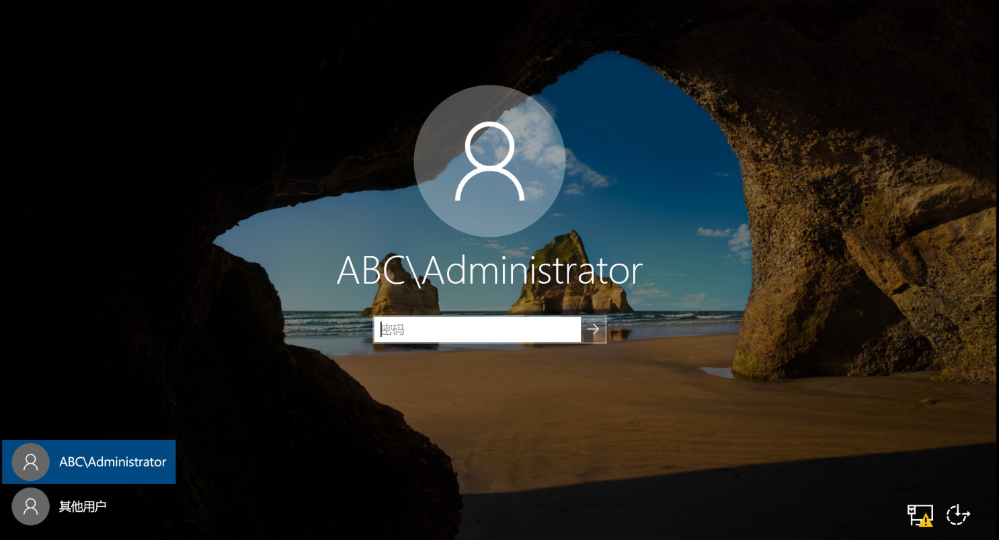 ABC\Administrator
密码
ABC\Administrator
其他用户